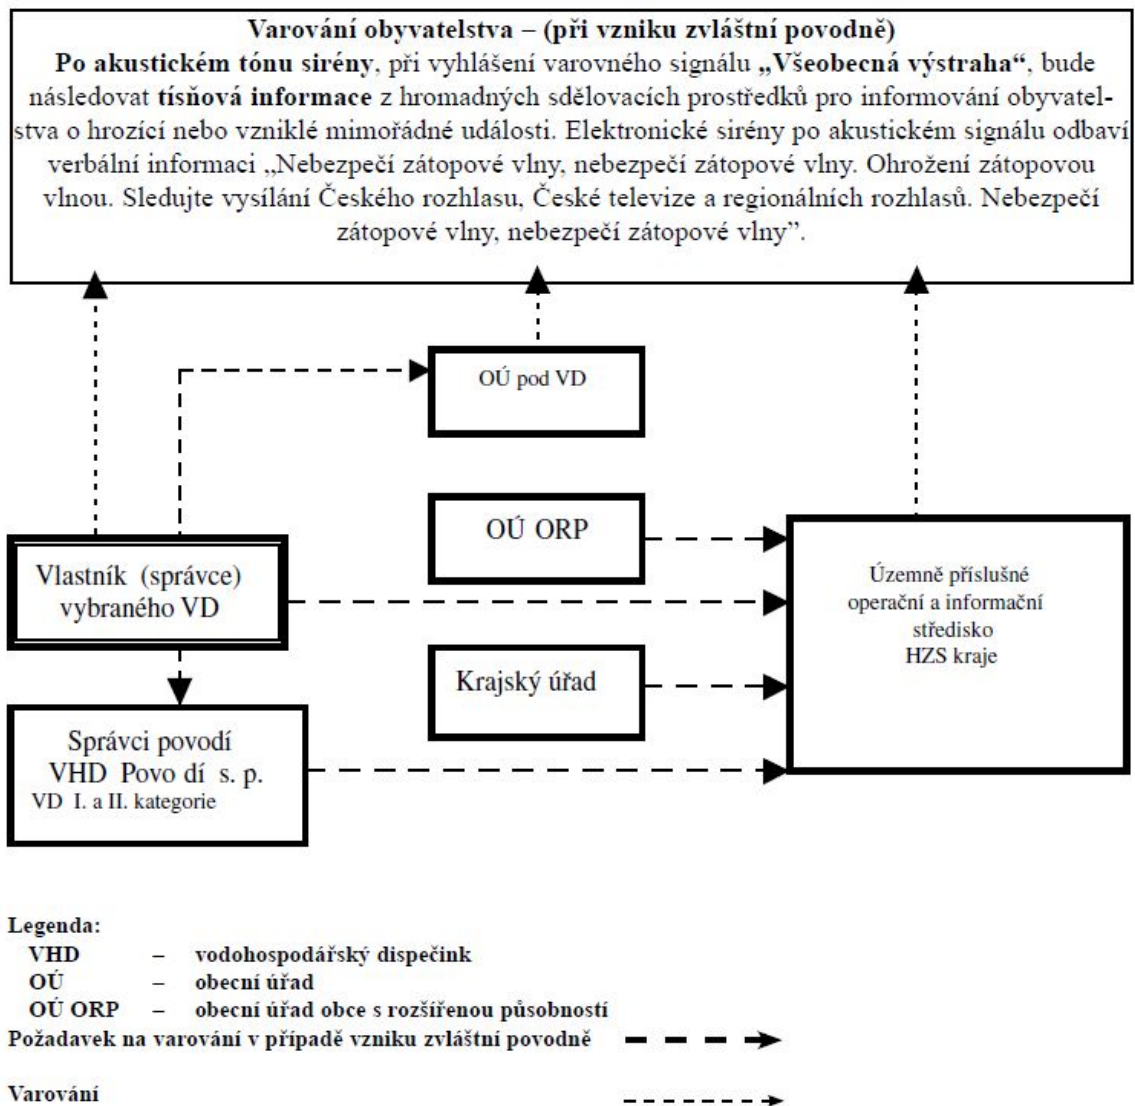 Varování obyvatelstva – (při vzniku zvláštní povodně)
Po akustickém tónu sirény, při vyhlášení varovného signálu „Všeobecná výstraha“, bude
následovat tísňová informace z hromadných sdělovacích prostředků pro informování obyvatel-
stva o hrozící nebo vzniklé mimořádné události. Elektronické sirény po akustickém signálu odbaví
verbální informaci „Nebezpečí zátopové vlny, nebezpečí zátopové vlny. Ohrožení zátopovou
vlnou. Sledujte vysílání Českého rozhlasu, České televize a regionálních rozhlasů. Nebezpečí
zátopové vlny, nebezpečí zátopové vlny”.
OÚ pod VD
OÚ ORP
Vlastník (správce)
vybraného VD
Územně příslušné
operační a informační
středisko
HZS kraje
Krajský úřad
Správci povodí
VHD Povo dí s. p.
VD I. a II. kategorie
Legenda:
VHD – vodohospodářský dispečink
OÚ – obecní úřad
OÚ ORP – obecní úřad obce s rozšířenou působností
Požadavek na varování v případě vzniku zvláštní povodně
Varování